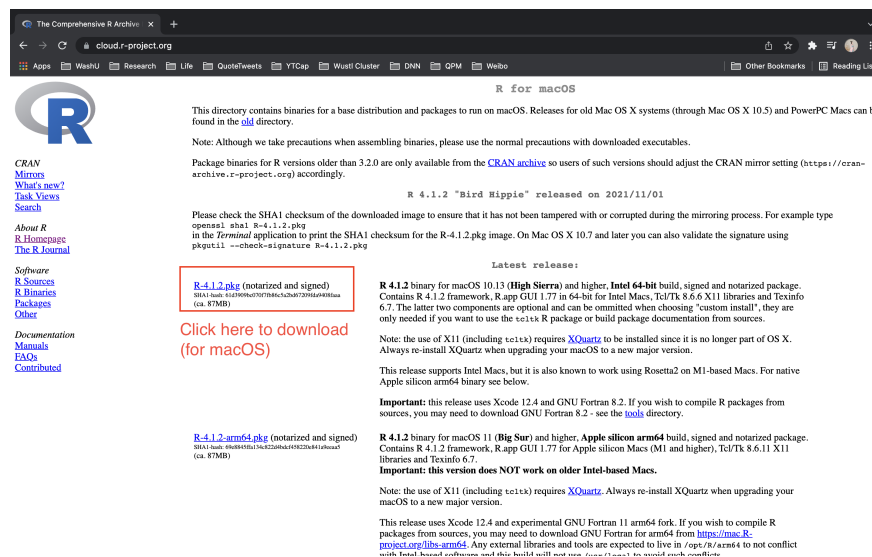 The Comprehensive R Archive
cloud.r-project.org
Apps WashU Research Life QuoteTweets YTCap Wustl Cluster DNN QPM Weibo Other Bookmarks Reading Lis
R
CRAN
Mirrors
What's new?
Task Views
Search
About R
R Homepage
The R Journal
Software
R Sources
R Binaries
Packages
Other
Documentation
Manuals
FAQs
Contributed
R for macOS
This directory contains binaries for a base distribution and packages to run on macOS. Releases for old Mac OS X systems (through Mac OS X 10.5) and PowerPC Macs can b
found in the old directory.
Note: Although we take precautions when assembling binaries, please use the normal precautions with downloaded executables.
Package binaries for R versions older than 3.2.0 are only available from the CRAN archive so users of such versions should adjust the CRAN mirror setting (https://cran-
archive.r-project.org) accordingly.
R 4.1.2 "Bird Hippie" released on 2021/11/01
Please check the SHA1 checksum of the downloaded image to ensure that it has not been tampered with or corrupted during the mirroring process. For example type
openssl sha1 R-4.1.2.pkg
in the Terminal application to print the SHA1 checksum for the R-4.1.2.pkg image. On Mac OS X 10.7 and later you can also validate the signature using
pkgutil --check-signature R-4.1.2.pkg
Latest release:
R-4.1.2.pkg (notarized and signed)
SHA1-hash: 61d3909bc070f7fb86c5a2bd67209fda9408faaa
(ca. 87MB)
Click here to download
(for macOS)
R 4.1.2 binary for macOS 10.13 (High Sierra) and higher, Intel 64-bit build, signed and notarized package.
Contains R 4.1.2 framework, R.app GUI 1.77 in 64-bit for Intel Macs, Tcl/Tk 8.6.6 X11 libraries and Texinfo
6.7. The latter two components are optional and can be ommitted when choosing "custom install", they are
only needed if you want to use the tcltk R package or build package documentation from sources.
Note: the use of X11 (including tcltk) requires XQuartz to be installed since it is no longer part of OS X.
Always re-install XQuartz when upgrading your macOS to a new major version.
This release supports Intel Macs, but it is also known to work using Rosetta2 on M1-based Macs. For native
Apple silicon arm64 binary see below.
Important: this release uses Xcode 12.4 and GNU Fortran 8.2. If you wish to compile R packages from
sources, you may need to download GNU Fortran 8.2 - see the tools directory.
R-4.1.2-arm64.pkg (notarized and signed)
SHA1-hash:
(ca. 87MB)
R 4.1.2 binary for macOS 11 (Big Sur) and higher, Apple silicon arm64 build, signed and notarized package.
Contains R 4.1.2 framework, R.app GUI 1.77 for Apple silicon Macs (M1 and higher), Tcl/Tk 8.6.11 X11
libraries and Texinfo 6.7.
Important: this version does NOT work on older Intel-based Macs.
Note: the use of X11 (including tcltk) requires XQuartz. Always re-install XQuartz when upgrading your
macOS to a new major version.
This release uses Xcode 12.4 and experimental GNU Fortran 11 arm64 fork. If you wish to compile R
packages from sources, you may need to download GNU Fortran for arm64 from https://mac.R-
project.org/libs-arm64. Any external libraries and tools are expected to live in /opt/R/arm64 to not conflict
with Intel-based software and this build will not use /usr/local to avoid such conflicts